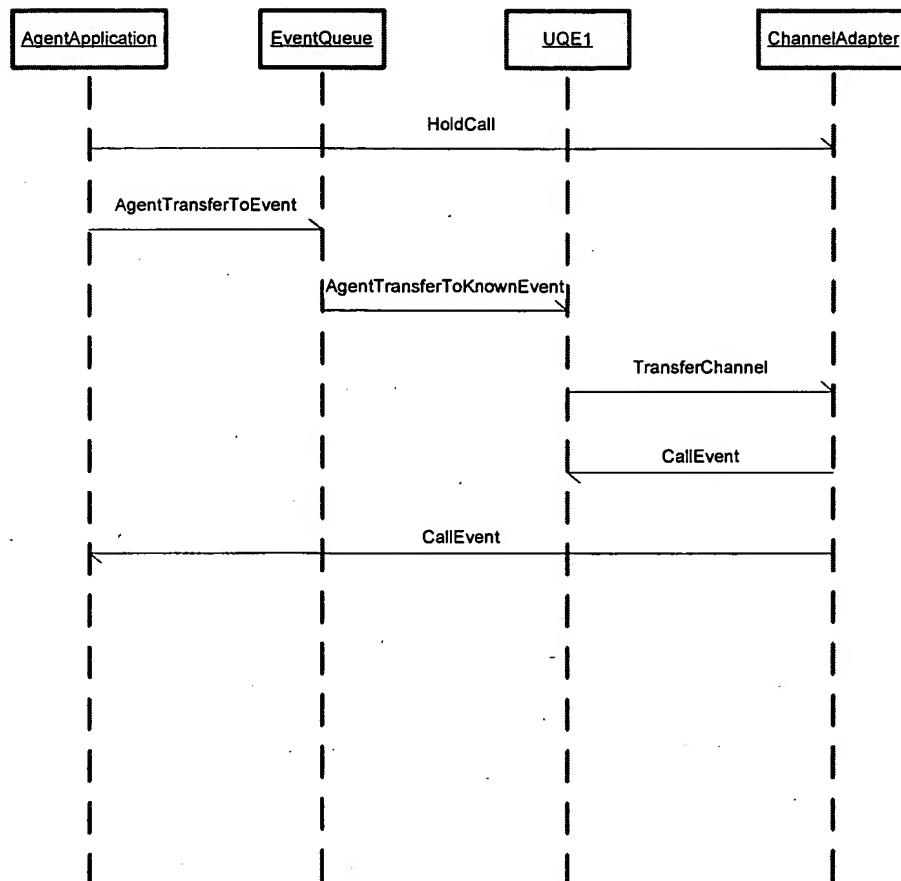 AgentApplication
EventQueue
UQE1
ChannelAdapter
HoldCall
AgentTransferToEvent
AgentTransferToKnownEvent
TransferChannel
CallEvent
CallEvent